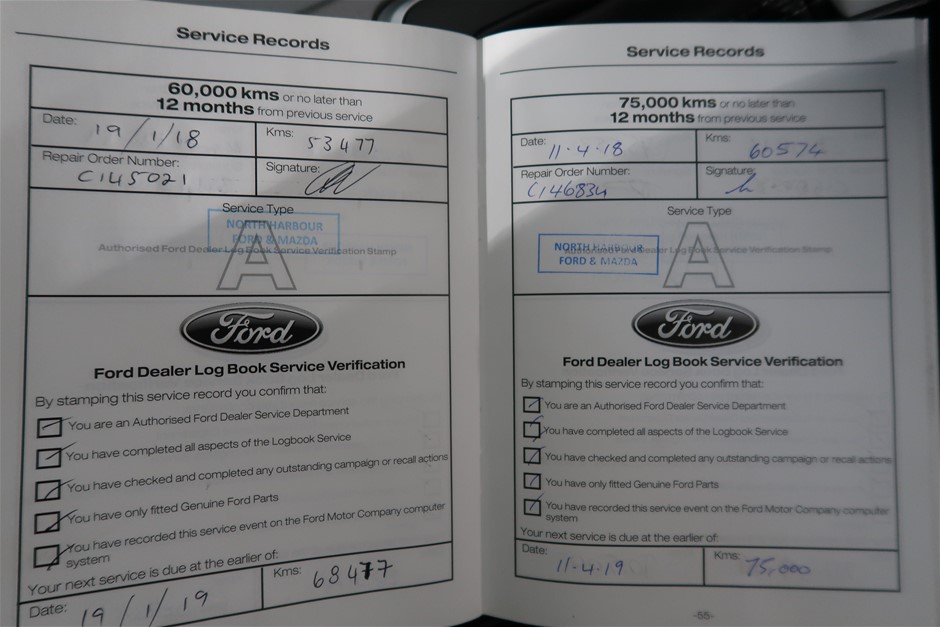 Service Records
60,000 kms or no later than
12 months from previous service
Date: 19/1/18
Kms: 53477
Repair Order Number:
C145021
Signature:
Service Type
A
NORTH HARBOUR
FORD & MAZDA
Authorised Ford Dealer Log Book Service Verification Stamp
Ford
Ford Dealer Log Book Service Verification
By stamping this service record you confirm that:
You are an Authorised Ford Dealer Service Department
You have completed all aspects of the Logbook Service
You have checked and completed any outstanding campaign or recall actions
You have only fitted Genuine Ford Parts
You have recorded this service event on the Ford Motor Company computer
system
Your next service is due at the earlier of:
Date: 19/1/19
Kms: 68477
Service Records
75,000 kms or no later than
12 months from previous service
Date: 11.4.18
Kms: 60574
Repair Order Number:
C146834
Signature:
Service Type
A
NORTH HARBOUR
FORD & MAZDA
Authorised Ford Dealer Log Book Service Verification Stamp
Ford
Ford Dealer Log Book Service Verification
By stamping this service record you confirm that:
You are an Authorised Ford Dealer Service Department
You have completed all aspects of the Logbook Service
You have checked and completed any outstanding campaign or recall actions
You have only fitted Genuine Ford Parts
You have recorded this service event on the Ford Motor Company computer
system
Your next service is due at the earlier of:
Date: 11.4.19
Kms: 75,000
-55-